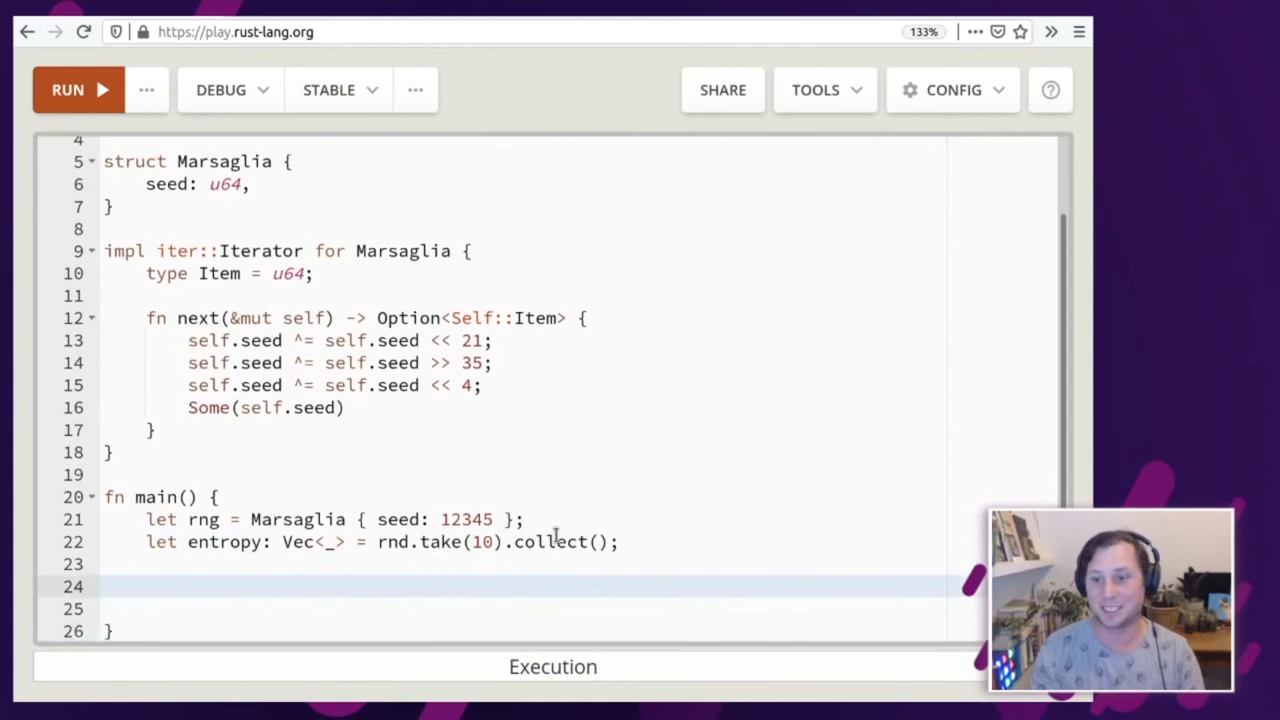 https://play.rust-lang.org
133%
RUN
DEBUG
STABLE
SHARE
TOOLS
CONFIG
4
5 struct Marsaglia {
6     seed: u64,
7 }
8
9 impl iter::Iterator for Marsaglia {
10     type Item = u64;
11
12     fn next(&mut self) -> Option<Self::Item> {
13         self.seed ^= self.seed << 21;
14         self.seed ^= self.seed >> 35;
15         self.seed ^= self.seed << 4;
16         Some(self.seed)
17     }
18 }
19
20 fn main() {
21     let rng = Marsaglia { seed: 12345 };
22     let entropy: Vec<_> = rnd.take(10).collect();
23
24
25
26 }
Execution